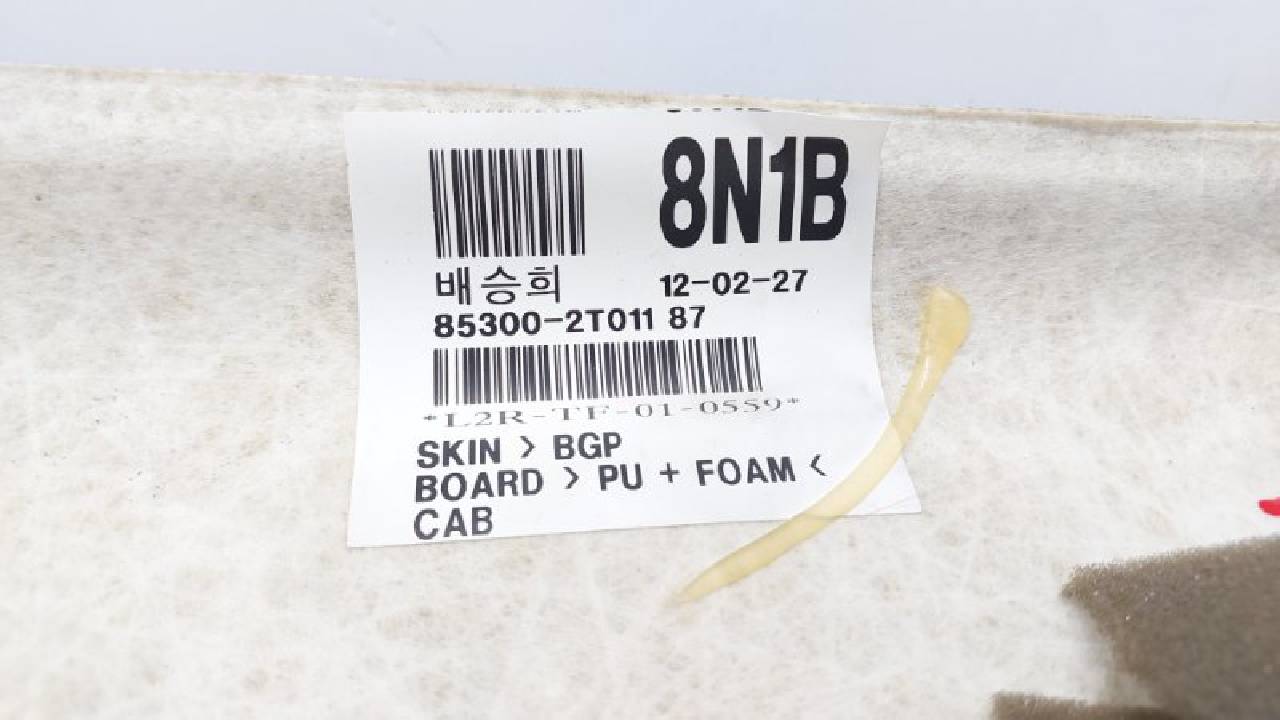 8N1B
배승희 12-02-27
85300-2T011 87
*L2R-TF-01-0559*
SKIN > BGP
BOARD > PU + FOAM <
CAB